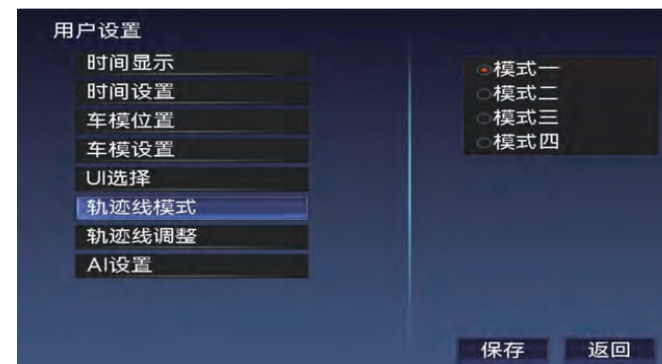 用户设置
时间显示
时间设置
车模位置
车模设置
UI选择
轨迹线模式
轨迹线调整
AI设置
模式一
模式二
模式三
模式四
保存
返回